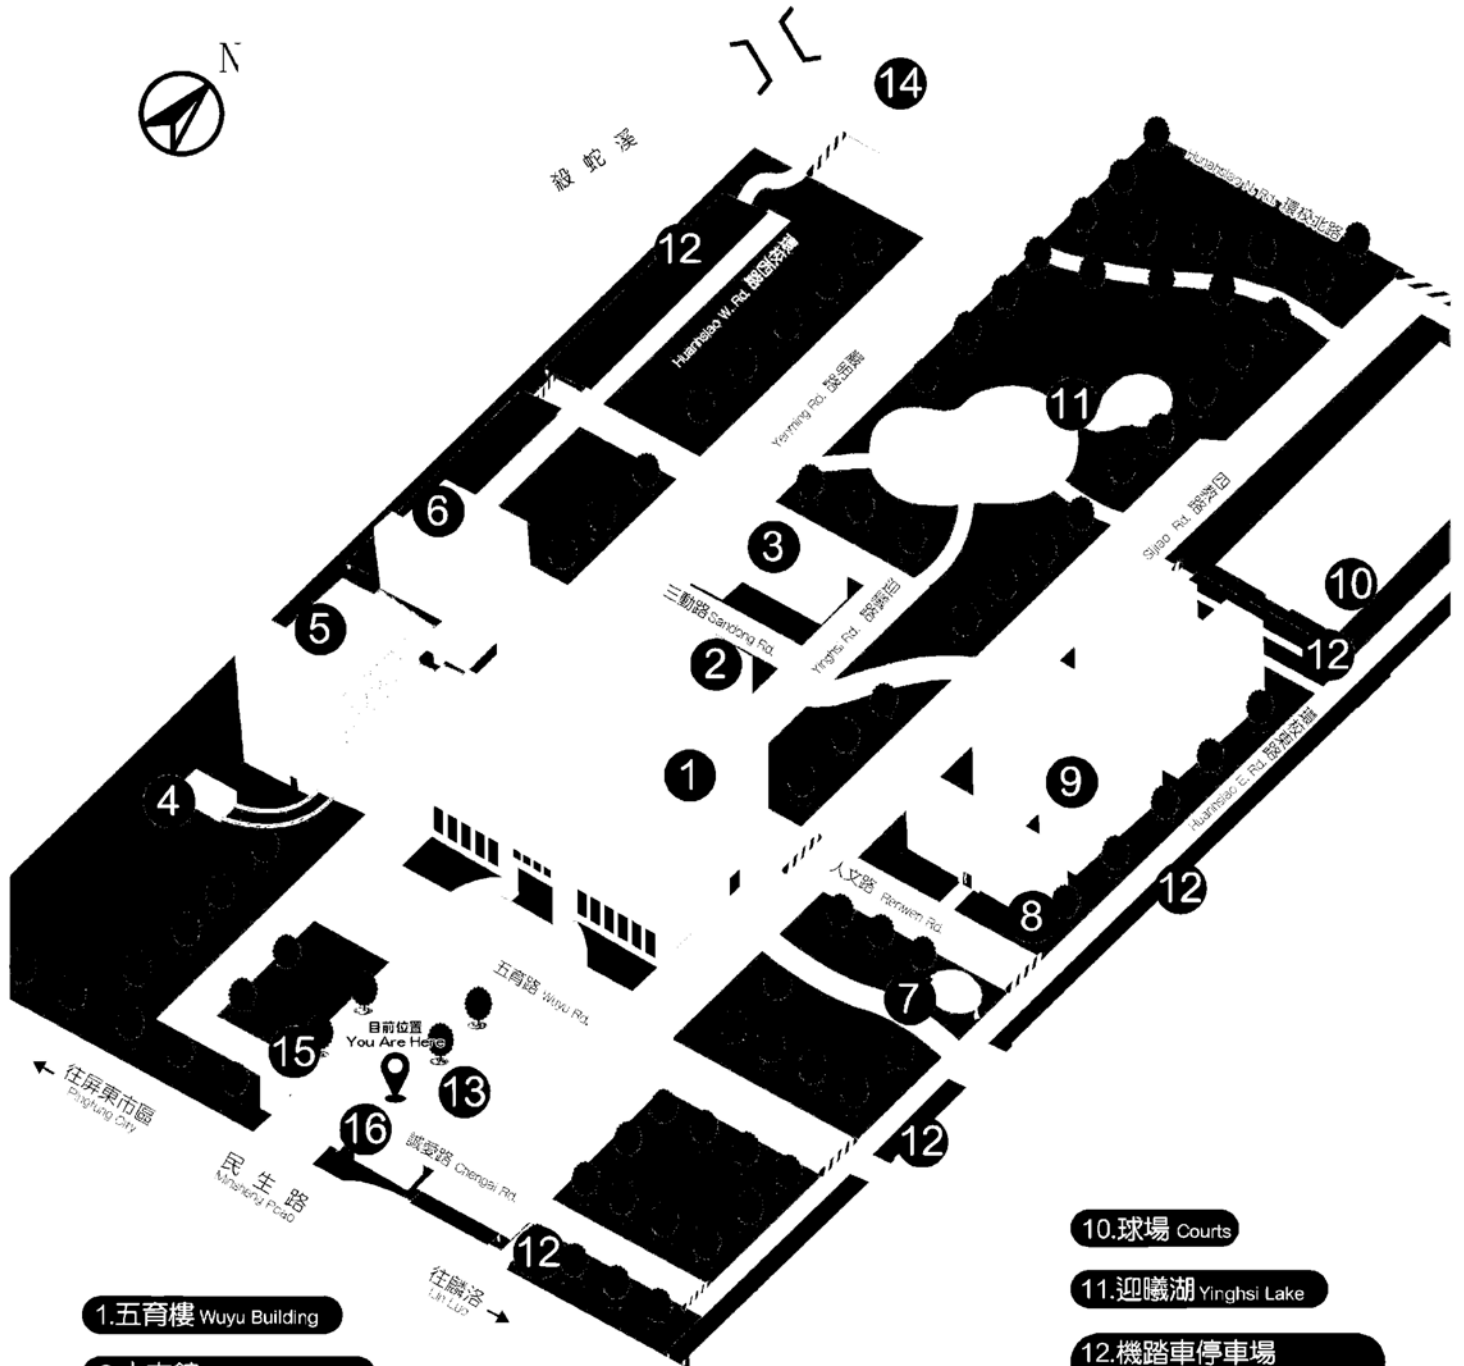 N
14
殺蛇溪
Huanhsiao N. Rd. 環校北路
12
Huanhsiao W. Rd. 環校西路
11
Yenming Rd.
6
3
Sijiao Rd. 四教路
10
5
三動路 Sandong Rd.
Yinghsi Rd. 迎曦路
2
12
1
9
Huanhsiao E. Rd. 環校東路
4
人文路 Renwen Rd.
12
8
五育路 Wuyu Rd.
7
目前位置
You Are Here
15
13
往屏東市區
Pingtung City
16
誠愛路 Chengai Rd.
12
民生路
Minsheng
12
往麟洛
Lin Luo
1.五育樓 Wuyu Building
10.球場 Courts
11.迎曦湖 Yinghsi Lake
12.機踏車停車場